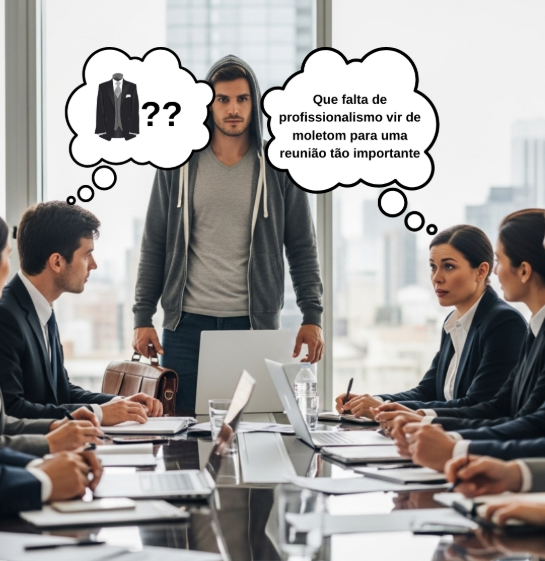 ??
Que falta de
profissionalismo vir de
moletom para uma
reunião tão importante